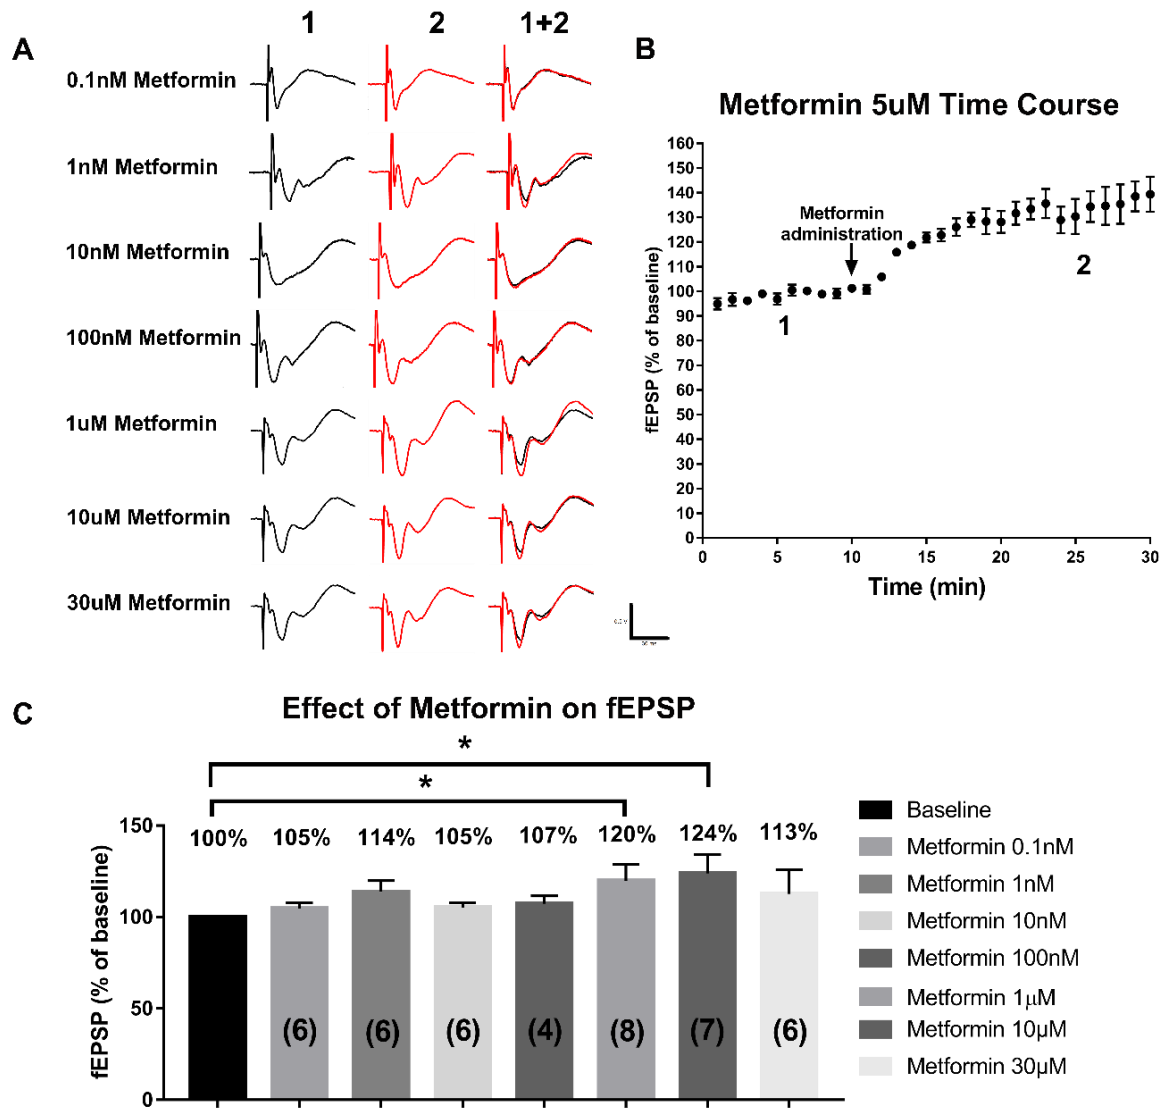 A
1
2
1+2
0.1nM Metformin
1nM Metformin
10nM Metformin
100nM Metformin
1uM Metformin
10uM Metformin
30uM Metformin
B
Metformin 5uM Time Course
fEPSP (% of baseline)
160
150
140
130
120
110
100
90
80
70
60
50
40
30
20
10
0
Metformin
administration
1
2
0 5 10 15 20 25 30
Time (min)
C
Effect of Metformin on fEPSP
*
*
fEPSP (% of baseline)
150
100
50
0
100% 105% 114% 105% 107% 120% 124% 113%
(6) (6) (6) (4) (8) (7) (6)
Baseline
Metformin 0.1nM
Metformin 1nM
Metformin 10nM
Metformin 100nM
Metformin 1μM
Metformin 10μM
Metformin 30μM